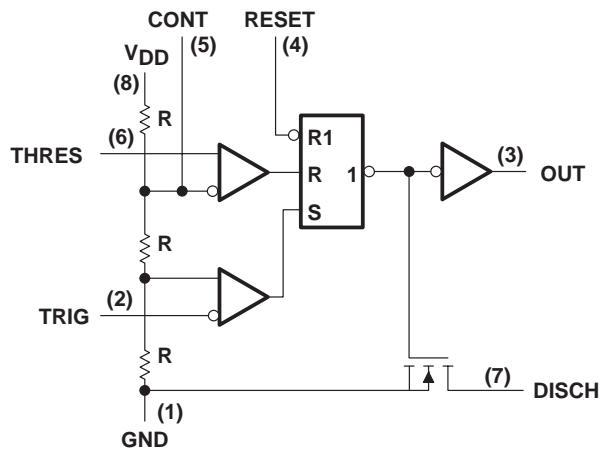 CONT
RESET
VDD
(5)
(4)
(8)
R
(6)
THRES
R1
R
1
S
(3)
OUT
R
(2)
TRIG
R
(7)
DISCH
(1)
GND